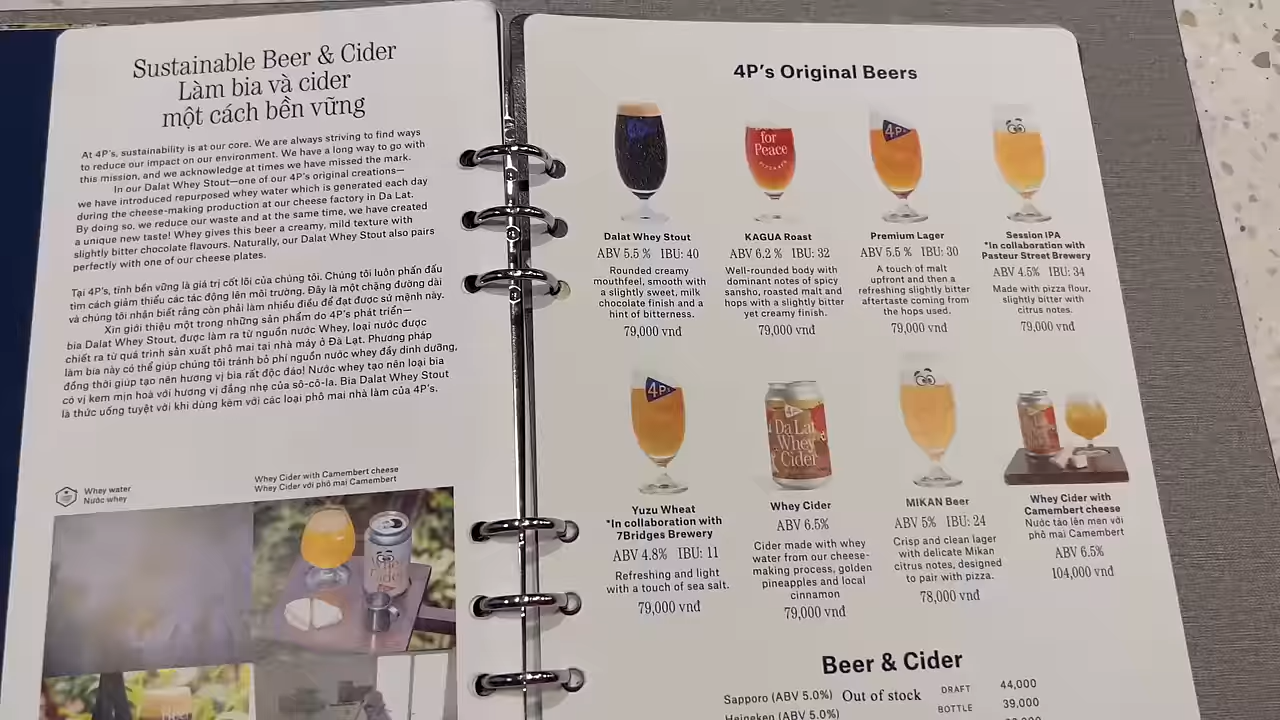 Sustainable Beer & Cider
Làm bia và cider
một cách bền vững
At 4P's, sustainability is at our core. We are always striving to find ways
to reduce our impact on our environment. We have a long way to go with
this mission, and we acknowledge at times we have missed the mark.
In our Dalat Whey Stout—one of our 4P's original creations—
we have introduced repurposed whey water which is generated each day
during the cheese-making production at our cheese factory in Da Lat.
By doing so, we reduce our waste and at the same time, we have created
a unique new taste! Whey gives this beer a creamy, mild texture with
slightly bitter chocolate flavours. Naturally, our Dalat Whey Stout also pairs
perfectly with one of our cheese plates.
Tại 4P's, tính bền vững là giá trị cốt lõi của chúng tôi. Chúng tôi luôn phấn đấu
tìm cách giảm thiểu các tác động lên môi trường. Đây là một chặng đường dài
và chúng tôi nhận biết rằng còn phải làm nhiều điều để đạt được sứ mệnh này.
Xin giới thiệu một trong những sản phẩm do 4P's phát triển—
bia Dalat Whey Stout, được làm ra từ nguồn nước Whey, loại nước được
chiết ra từ quá trình sản xuất phô mai tại nhà máy ở Đà Lạt. Phương pháp
làm bia này có thể giúp chúng tôi tránh bỏ phí nguồn nước whey đầy dinh dưỡng,
đồng thời giúp tạo nên hương vị bia rất độc đáo! Nước whey tạo nên loại bia
có vị kem mịn hoà với hương vị đắng nhẹ của sô-cô-la. Bia Dalat Whey Stout
là thức uống tuyệt vời khi dùng kèm với các loại phô mai nhà làm của 4P's.
Whey water
Nước whey
Whey Cider with Camembert cheese
Whey Cider với phô mai Camembert
4P's Original Beers
for
Peace
4P's
Dalat Whey Stout
ABV 5.5 % IBU: 40
Rounded creamy
mouthfeel, smooth with
a slightly sweet, milk
chocolate finish and a
hint of bitterness.
79,000 vnd
KAGUA Roast
ABV 6.2 % IBU: 32
Well-rounded body with
dominant notes of spicy
sansho, roasted malt and
hops with a slightly bitter
yet creamy finish.
79,000 vnd
Premium Lager
ABV 5.5 % IBU: 30
A touch of malt
upfront and then a
refreshing slightly bitter
aftertaste coming from
the hops used.
79,000 vnd
Session IPA
*In collaboration with
Pasteur Street Brewery
ABV 4.5% IBU: 34
Made with pizza flour,
slightly bitter with
citrus notes.
79,000 vnd
4P's
Da Lat
Whey
Cider
Yuzu Wheat
*In collaboration with
7Bridges Brewery
ABV 4.8% IBU: 11
Refreshing and light
with a touch of sea salt.
79,000 vnd
Whey Cider
ABV 6.5%
Cider made with whey
water from our cheese-
making process, golden
pineapples and local
cinnamon
79,000 vnd
MIKAN Beer
ABV 5% IBU: 24
Crisp and clean lager
with delicate Mikan
citrus notes, designed
to pair with pizza.
78,000 vnd
Whey Cider with
Camembert cheese
Nước táo lên men với
phô mai Camembert
ABV 6.5%
104,000 vnd
Beer & Cider
Sapporo (ABV 5.0%) Out of stock DRAFT 44,000
BOTTLE 39,000
Heineken (ABV 5.0%)